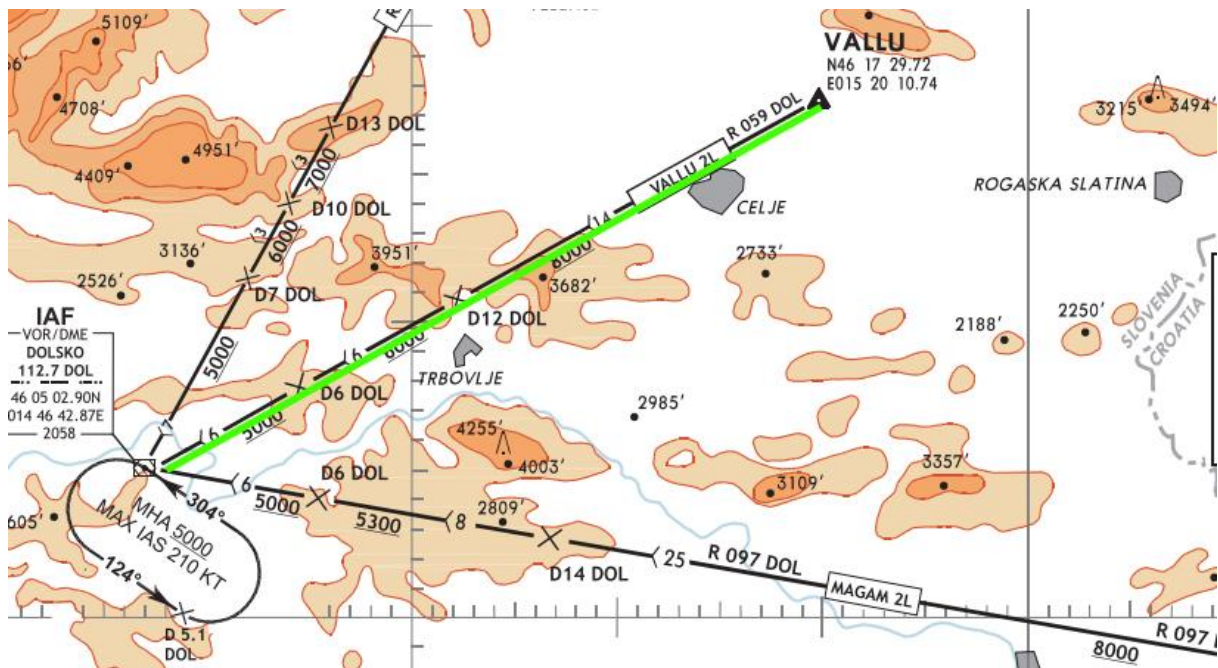 5109'
4708'
4951'
4409'
D13 DOL
3
7000
D10 DOL
3
6000
3136'
2526'
D7 DOL
5000
7
VALLU
N46 17 29.72
E015 20 10.74
R 059 DOL
VALLU 2L
14
8000
CELJE
3215'
3494'
ROGASKA SLATINA
3951'
3682'
2733'
D12 DOL
6
6000
TRBOVLJE
D6 DOL
6
5000
2188'
2250'
SLOVENIA
CROATIA
IAF
VOR/DME
DOLSKO
112.7 DOL
46 05 02.90N
014 46 42.87E
2058
2985'
4255'
4003'
3357'
3109'
D6 DOL
6
5000
5300
2809'
8
D14 DOL
25
R 097 DOL
MAGAM 2L
R 097
8000
605'
304°
MHA 5000
MAX IAS 210 KT
124°
D 5.1
DOL